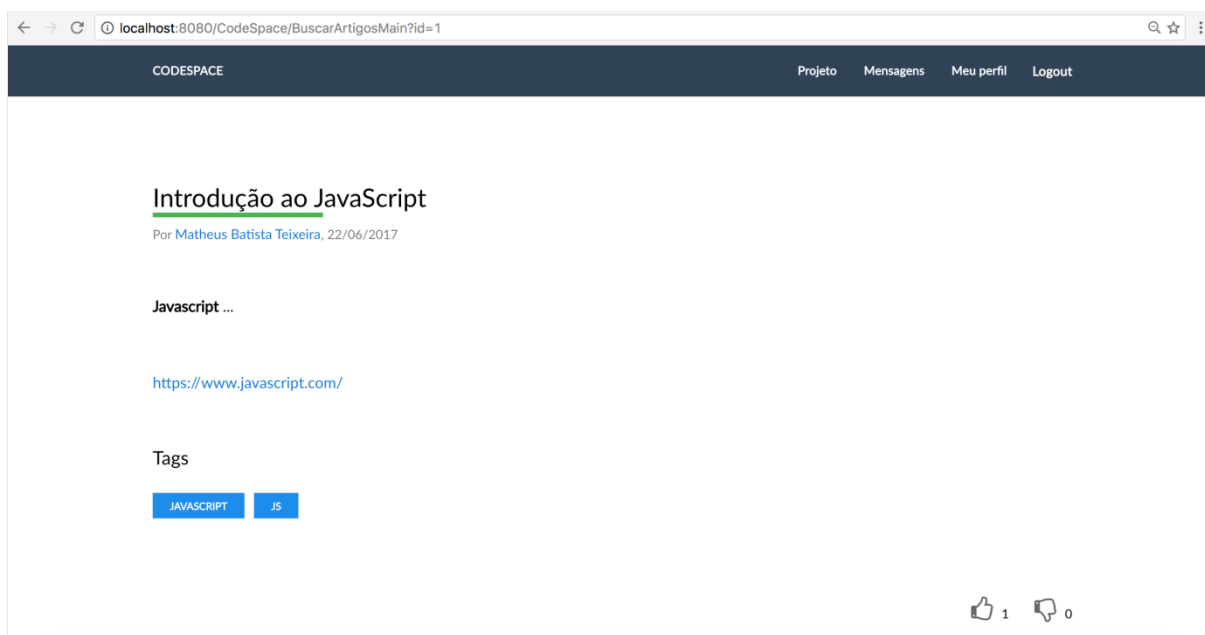 localhost:8080/CodeSpace/BuscarArtigosMain?id=1
CODESPACE Projeto Mensagens Meu perfil Logout
Introdução ao JavaScript
Por Matheus Batista Teixeira, 22/06/2017
Javascript ...
https://www.javascript.com/
Tags
JAVASCRIPT JS
1 0